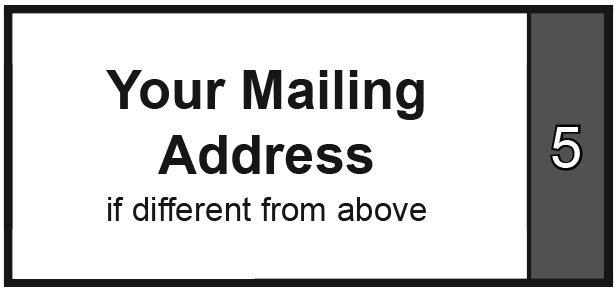 Your Mailing
Address
if different from above
5